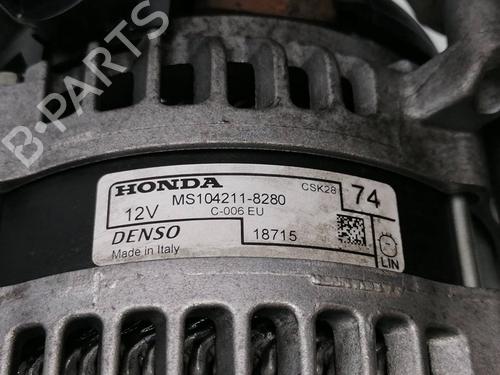 B-PARTS
HONDA
MS104211-8280
CSK28
74
12V
C-006 EU
DENSO
18715
Made in Italy
LIN